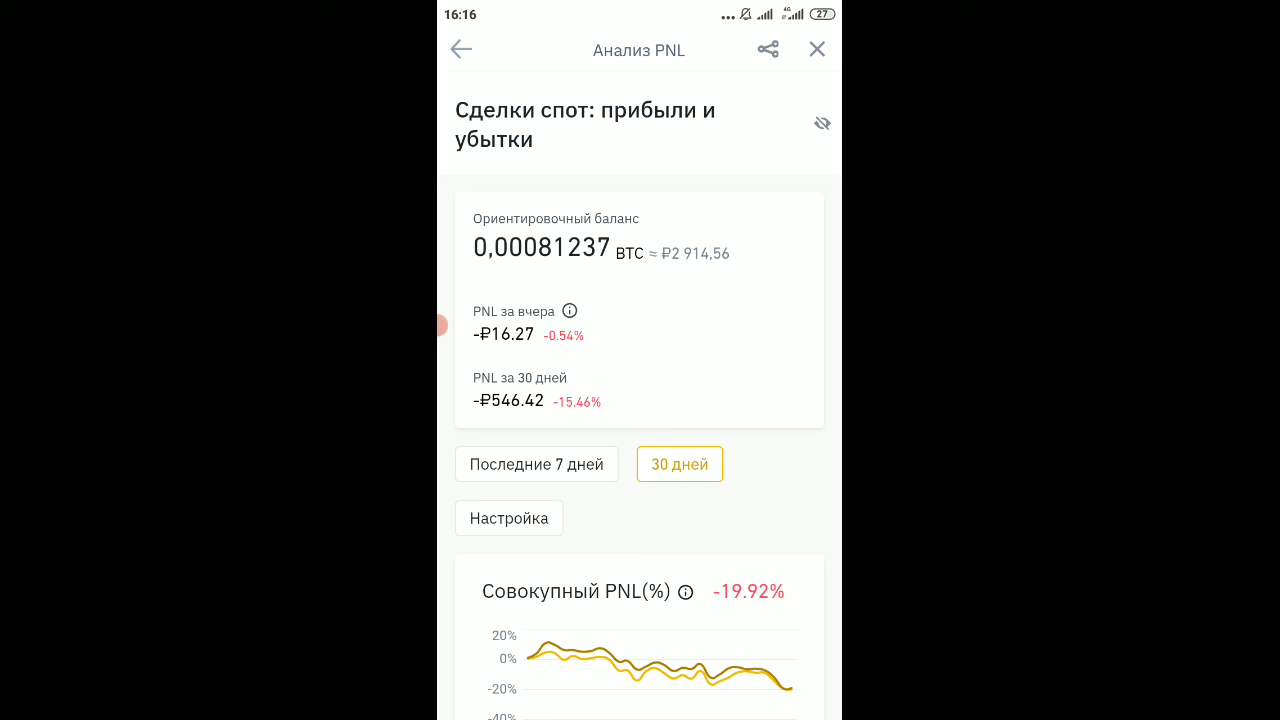 16:16
4G
27
Анализ PNL
Сделки спот: прибыли и
убытки
Ориентировочный баланс
0,00081237 BTC ≈ ₽2 914,56
PNL за вчера
-₽16.27 -0.54%
PNL за 30 дней
-₽546.42 -15.46%
Последние 7 дней
30 дней
Настройка
Совокупный PNL(%) -19.92%
20%
0%
-20%
-40%